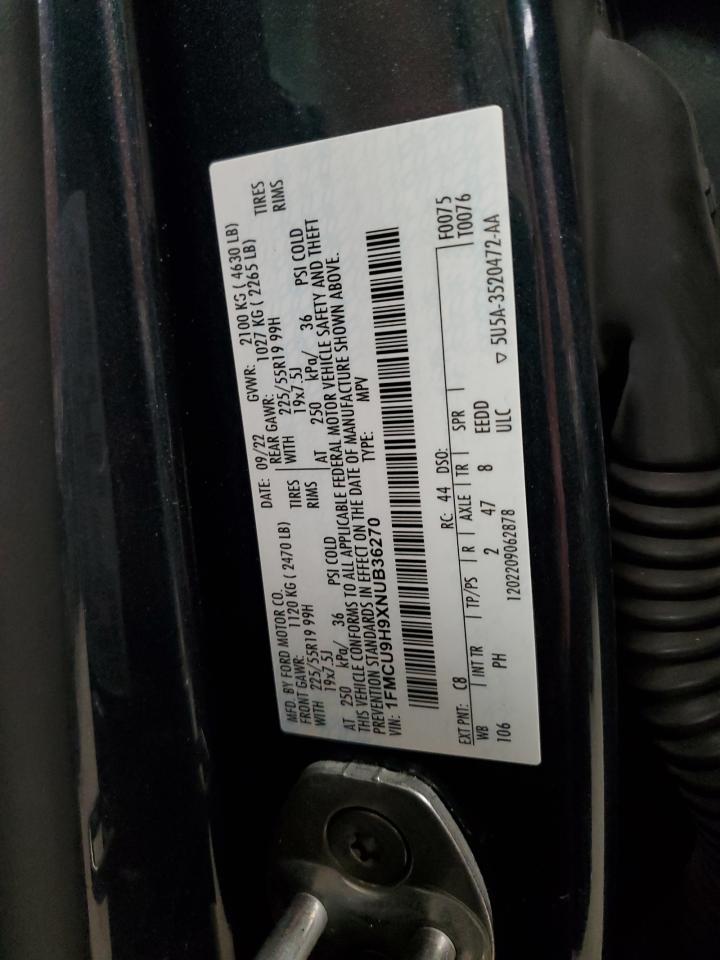 MFD. BY FORD MOTOR CO. DATE: 09/22 GVWR: 2100 KG ( 4630 LB)
FRONT GAWR: 1120 KG ( 2470 LB) REAR GAWR: 1027 KG ( 2265 LB)
WITH 225/55R19 99H TIRES WITH 225/55R19 99H TIRES
19x7.5J RIMS 19x7.5J RIMS
AT 250 kPa/ 36 PSI COLD AT 250 kPa/ 36 PSI COLD
THIS VEHICLE CONFORMS TO ALL APPLICABLE FEDERAL MOTOR VEHICLE SAFETY AND THEFT
PREVENTION STANDARDS IN EFFECT ON THE DATE OF MANUFACTURE SHOWN ABOVE.
VIN: 1FMCU9H9XNUB36270 TYPE: MPV
EXT PNT: C8 RC: 44 DSO: F0075
WB INT TR TP/PS R AXLE TR SPR T0076
106 PH 2 47 8 EEDD
1202209062878 ULC ▽ 5U5A-3520472-AA